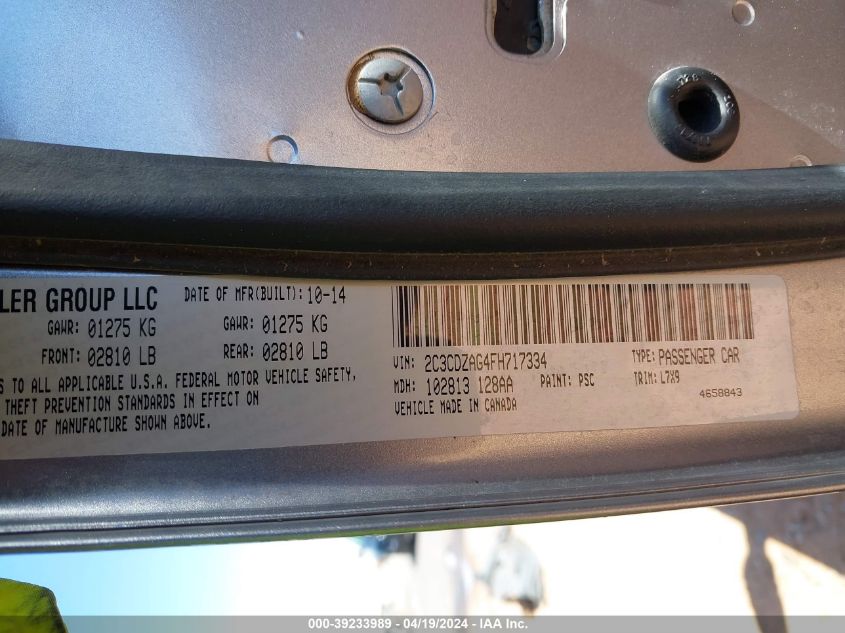 LER GROUP LLC DATE OF MFR(BUILT): 10-14
GAWR: 01275 KG GAWR: 01275 KG
FRONT: 02810 LB REAR: 02810 LB
S TO ALL APPLICABLE U.S.A. FEDERAL MOTOR VEHICLE SAFETY,
THEFT PREVENTION STANDARDS IN EFFECT ON
DATE OF MANUFACTURE SHOWN ABOVE.
VIN: 2C3CDZAG4FH717334 TYPE: PASSENGER CAR
MDH: 102813 128AA PAINT: PSC TRIM: L7X9
VEHICLE MADE IN CANADA 4658843
000-39233989 - 04/19/2024 - IAA Inc.